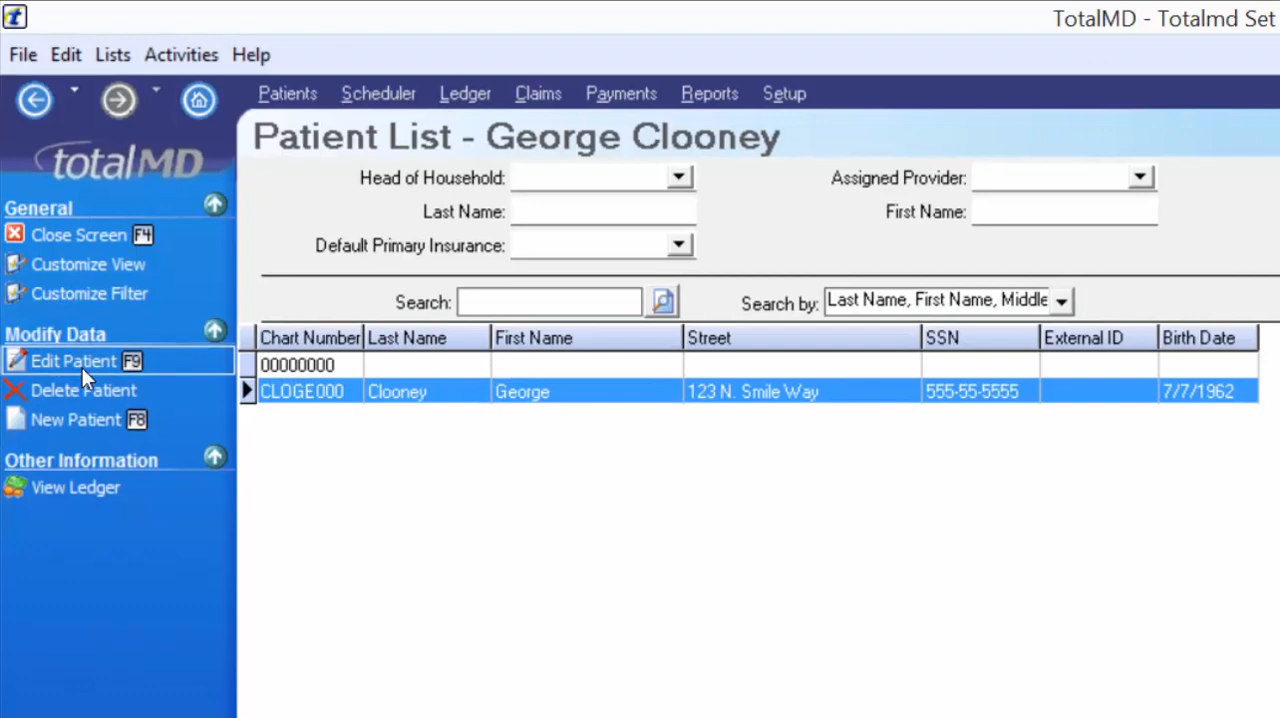 TotalMD - Totalmd Set
File Edit Lists Activities Help
Patients Scheduler Ledger Claims Payments Reports Setup
totalMD
Patient List - George Clooney
Head of Household: Assigned Provider:
Last Name: First Name:
Default Primary Insurance:
Search: Search by: Last Name, First Name, Middle
General
Close Screen F4
Customize View
Customize Filter
Modify Data
Edit Patient F9
Delete Patient
New Patient F8
Other Information
View Ledger
Chart Number Last Name First Name Street SSN External ID Birth Date
00000000
CLOGE000 Clooney George 123 N. Smile Way 555-55-5555 7/7/1962